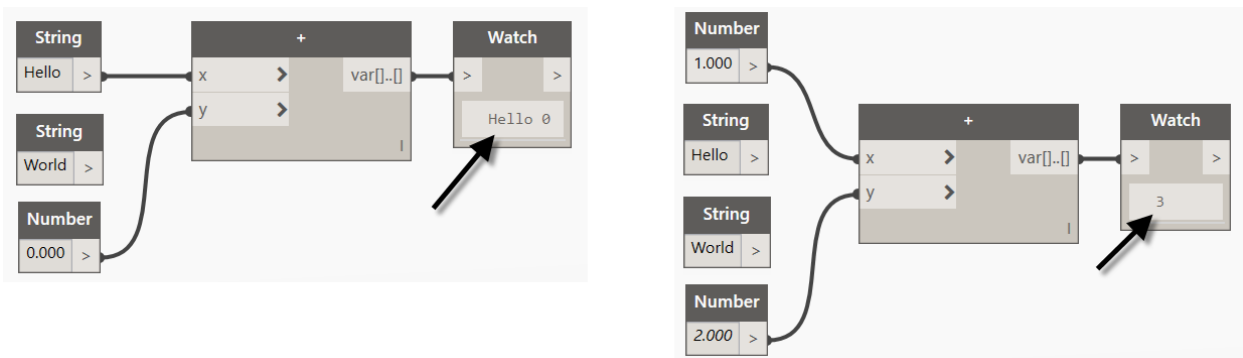 String
Hello >
String
World >
Number
0.000 >
+
x > var[]..[]
y >
l
Watch
> >
Hello 0
Number
1.000 >
String
Hello >
String
World >
Number
2.000 >
+
x > var[]..[]
y >
l
Watch
> >
3